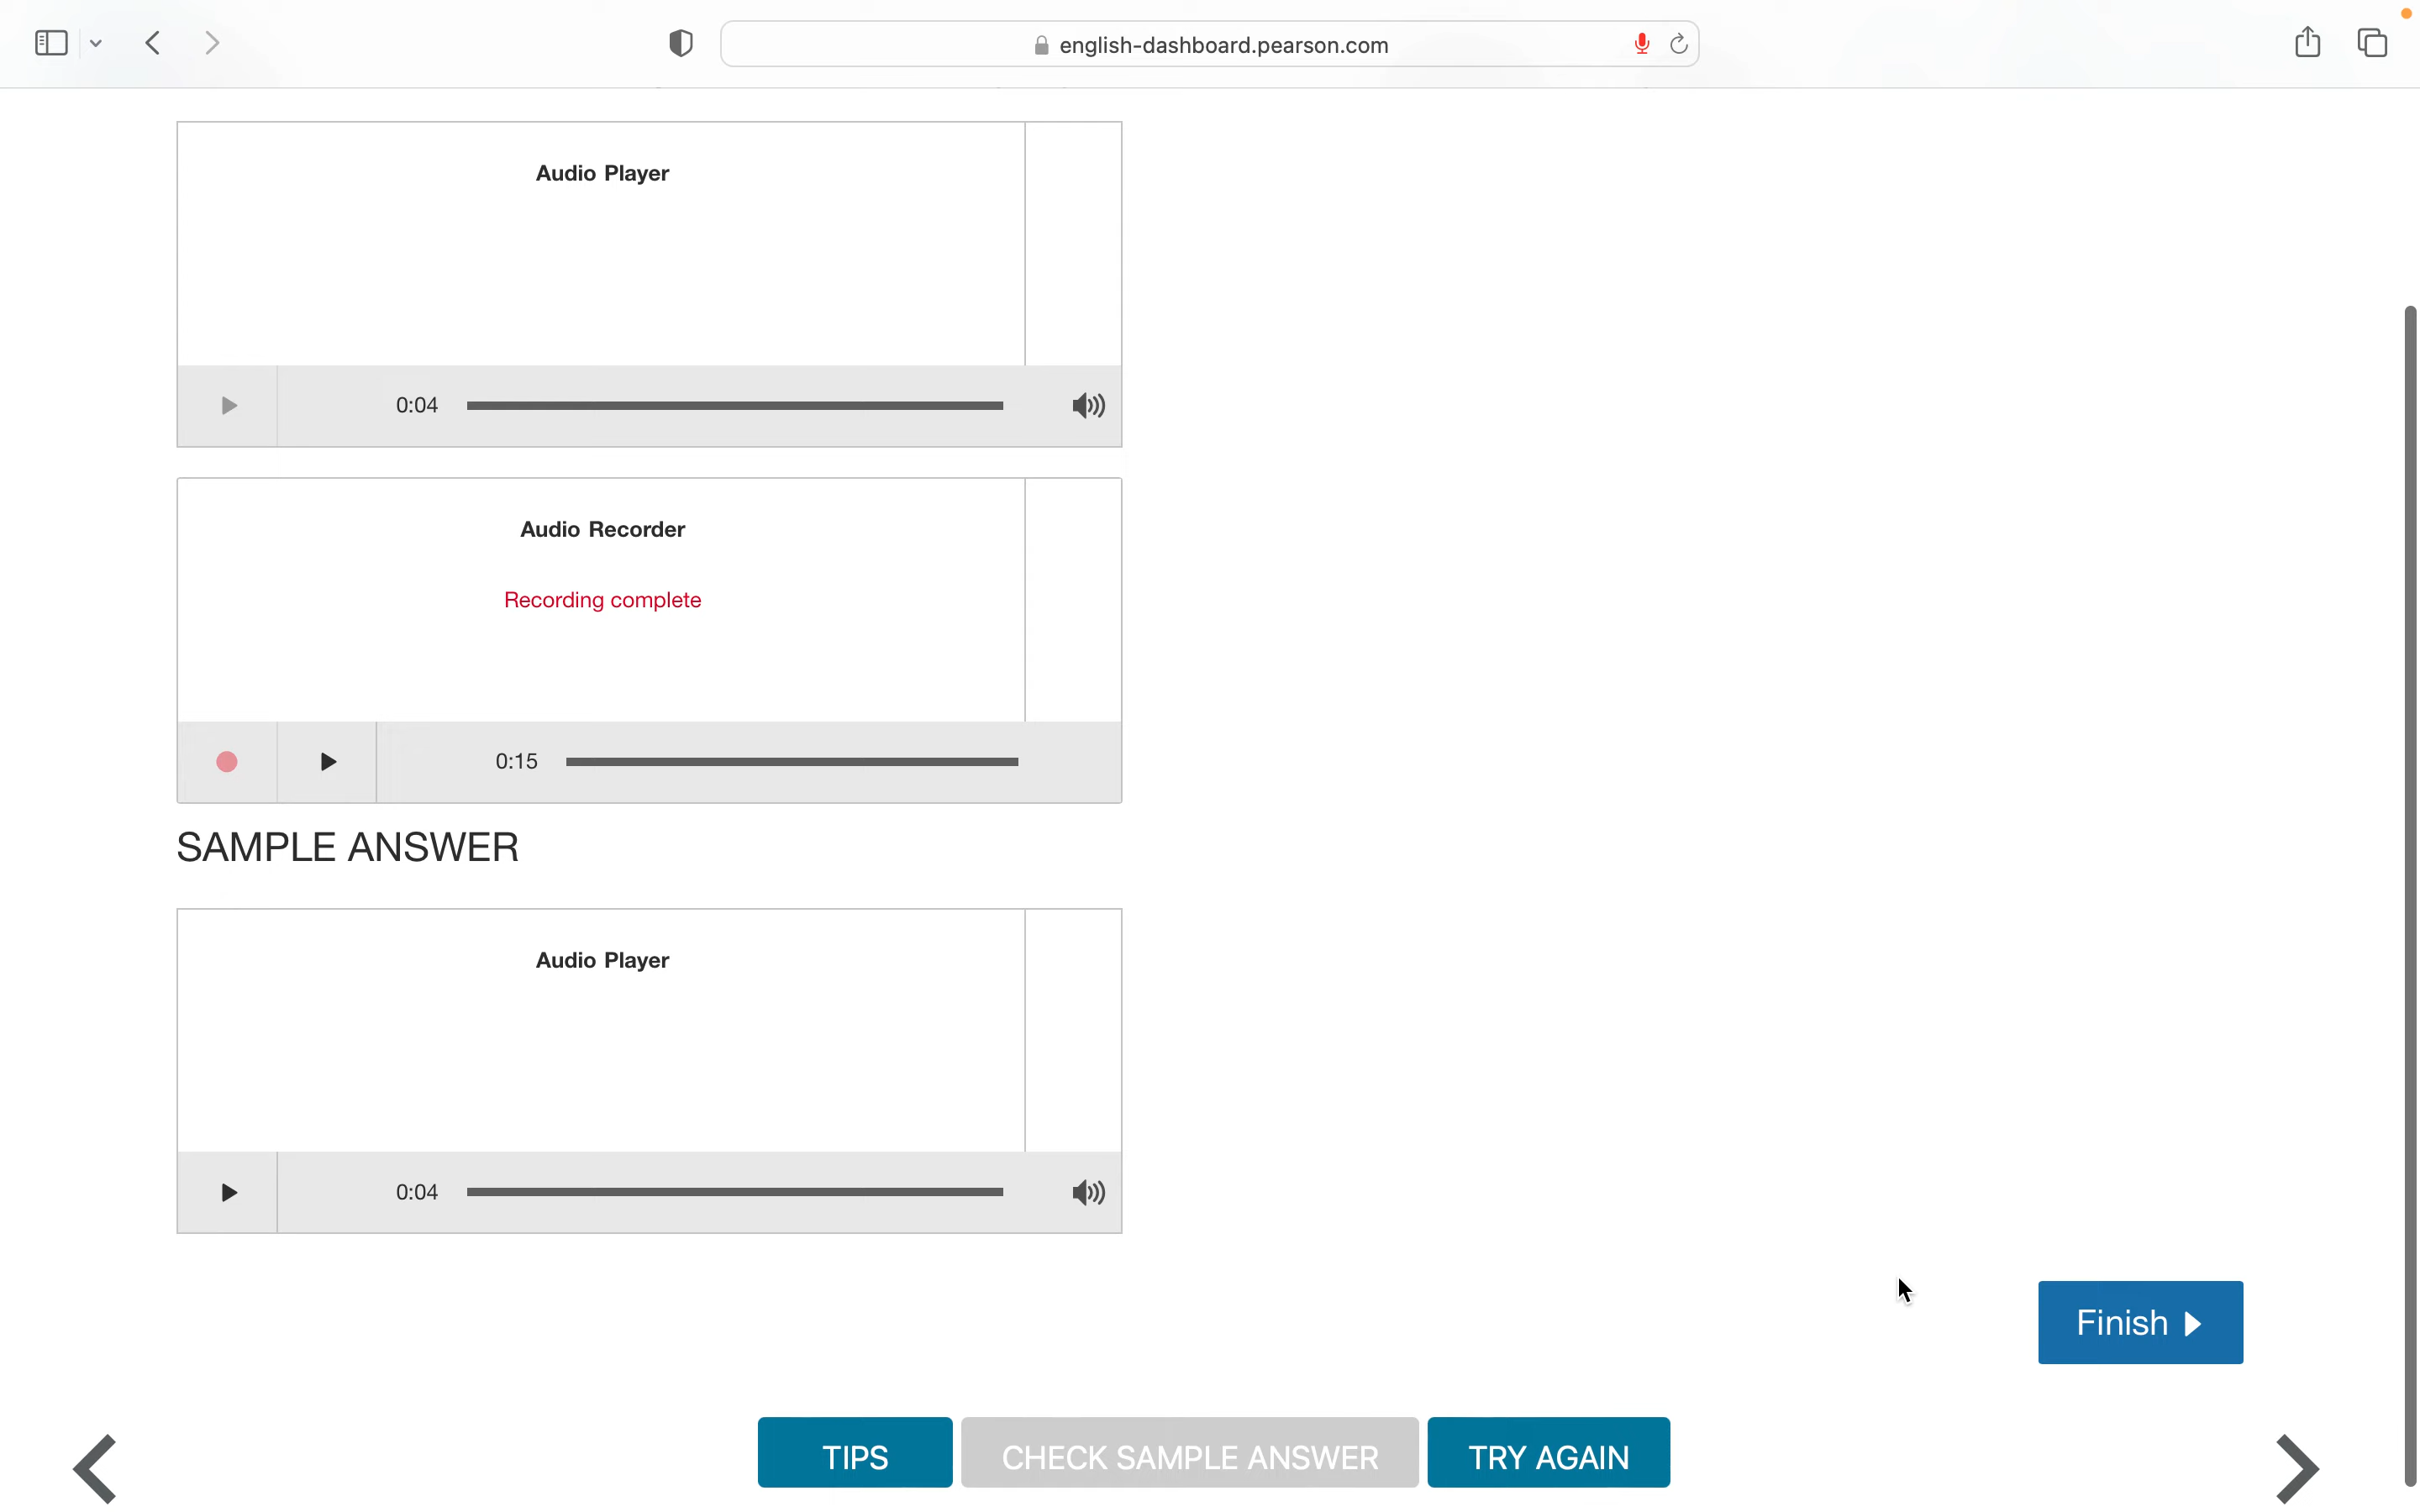 english-dashboard.pearson.com
Audio Player
0:04
Audio Recorder
Recording complete
0:15
SAMPLE ANSWER
Audio Player
0:04
Finish
TIPS
CHECK SAMPLE ANSWER
TRY AGAIN